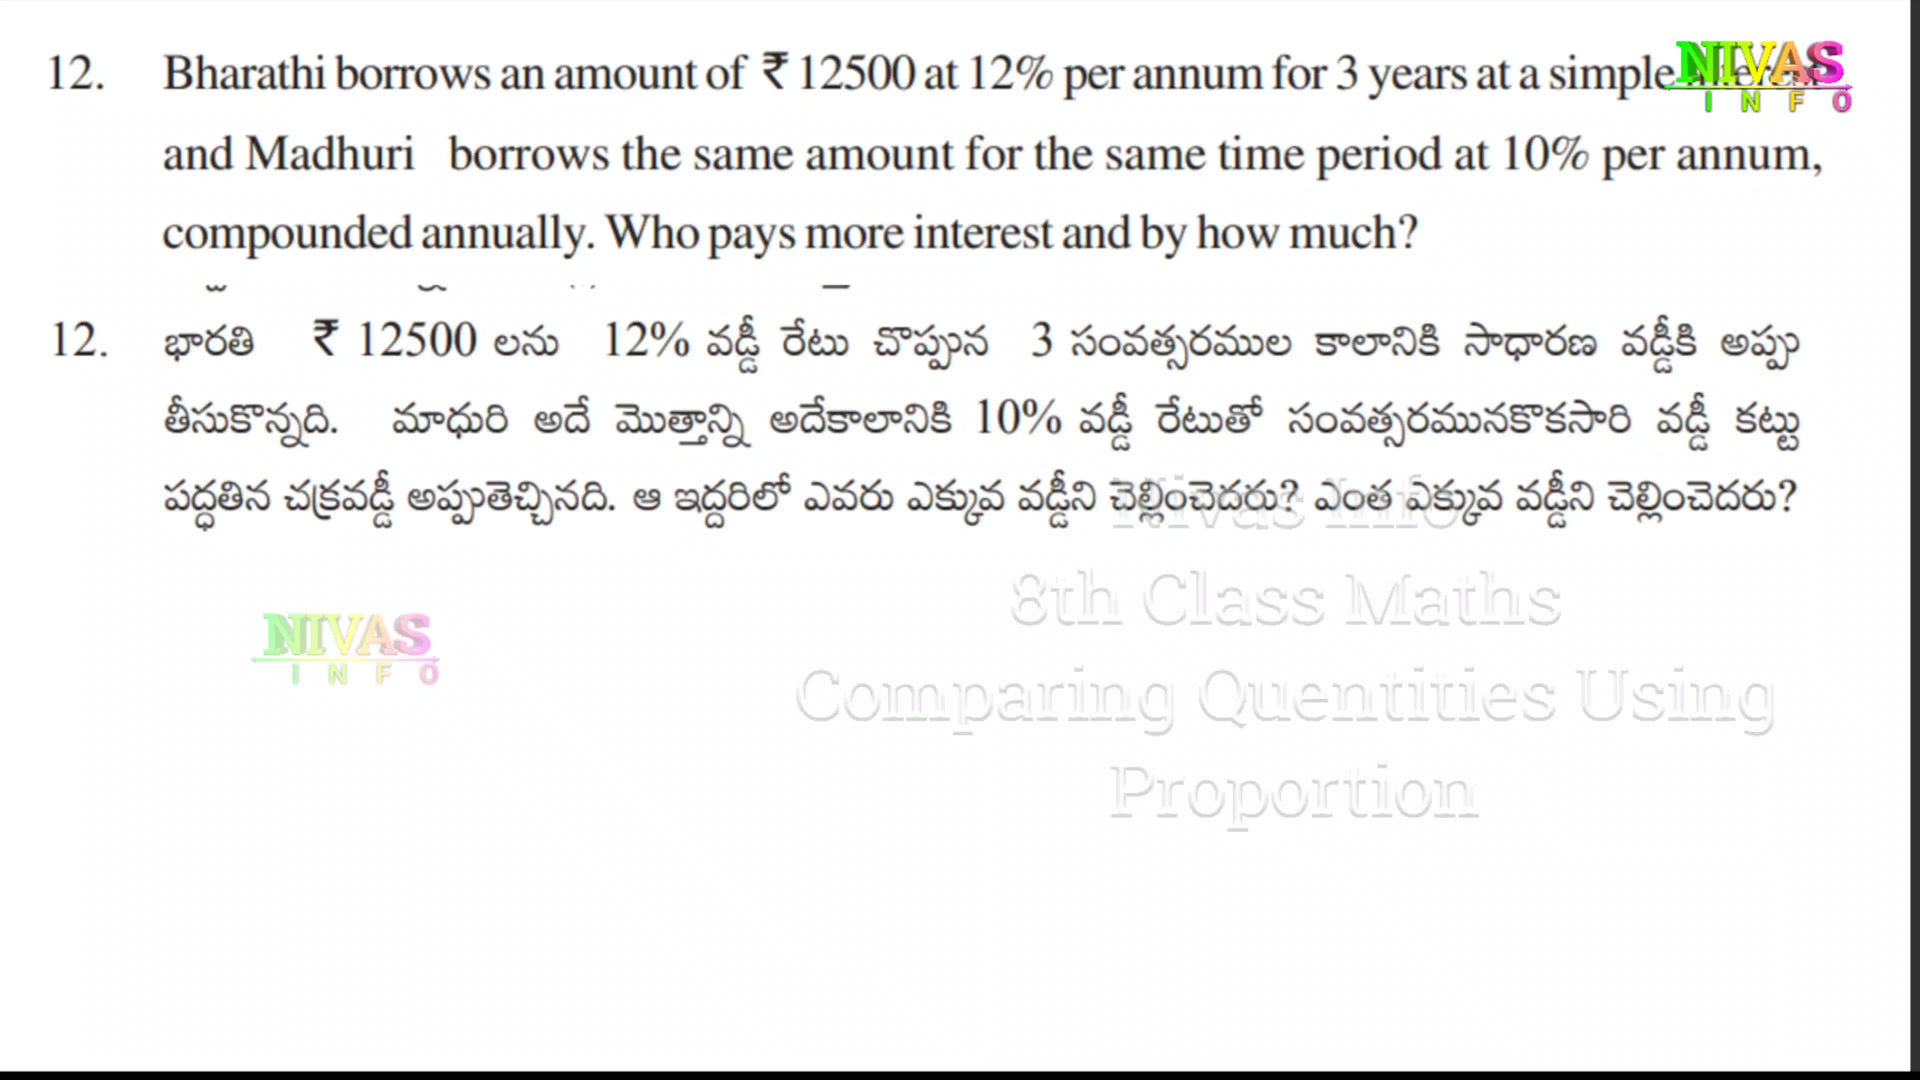 12. Bharathi borrows an amount of ₹ 12500 at 12% per annum for 3 years at a simple
NIVAS
INFO
and Madhuri borrows the same amount for the same time period at 10% per annum,
compounded annually. Who pays more interest and by how much?
12. భారతి ₹ 12500 లను 12% వడ్డీ రేటు చొప్పున 3 సంవత్సరముల కాలానికి సాధారణ వడ్డీకి అప్పు
తీసుకొన్నది. మాధురి అదే మొత్తాన్ని అదేకాలానికి 10% వడ్డీ రేటుతో సంవత్సరమునకొకసారి వడ్డీ కట్టు
పద్ధతిన చక్రవడ్డీ అప్పుతెచ్చినది. ఆ ఇద్దరిలో ఎవరు ఎక్కువ వడ్డీని చెల్లించెదరు? ఎంత ఎక్కువ వడ్డీని చెల్లించెదరు?
Nivas Info
8th Class Maths
Comparing Quentities Using
Proportion
NIVAS
INFO